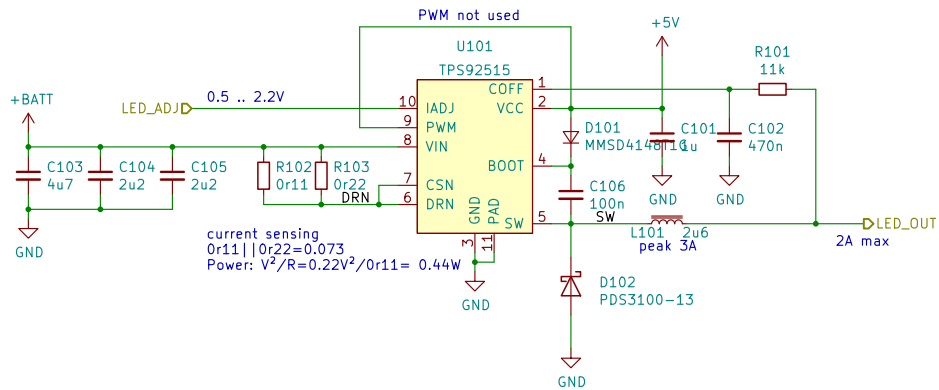 PWM not used
U101
TPS92515
+5V
R101
11k
+BATT
LED_ADJ
0.5 .. 2.2V
10
IADJ
9
PWM
8
VIN
7
CSN
6
DRN
COFF
1
VCC
2
BOOT
4
SW
5
GND
3
PAD
11
D101
MMSD4148T1G
C101
1u
C102
470n
GND
GND
C103
4u7
C104
2u2
C105
2u2
R102
0r11
R103
0r22
DRN
C106
100n
SW
L101
2u6
peak 3A
LED_OUT
2A max
GND
current sensing
0r11||0r22=0.073
Power: V²/R=0.22V²/0r11= 0.44W
GND
D102
PDS3100-13
GND